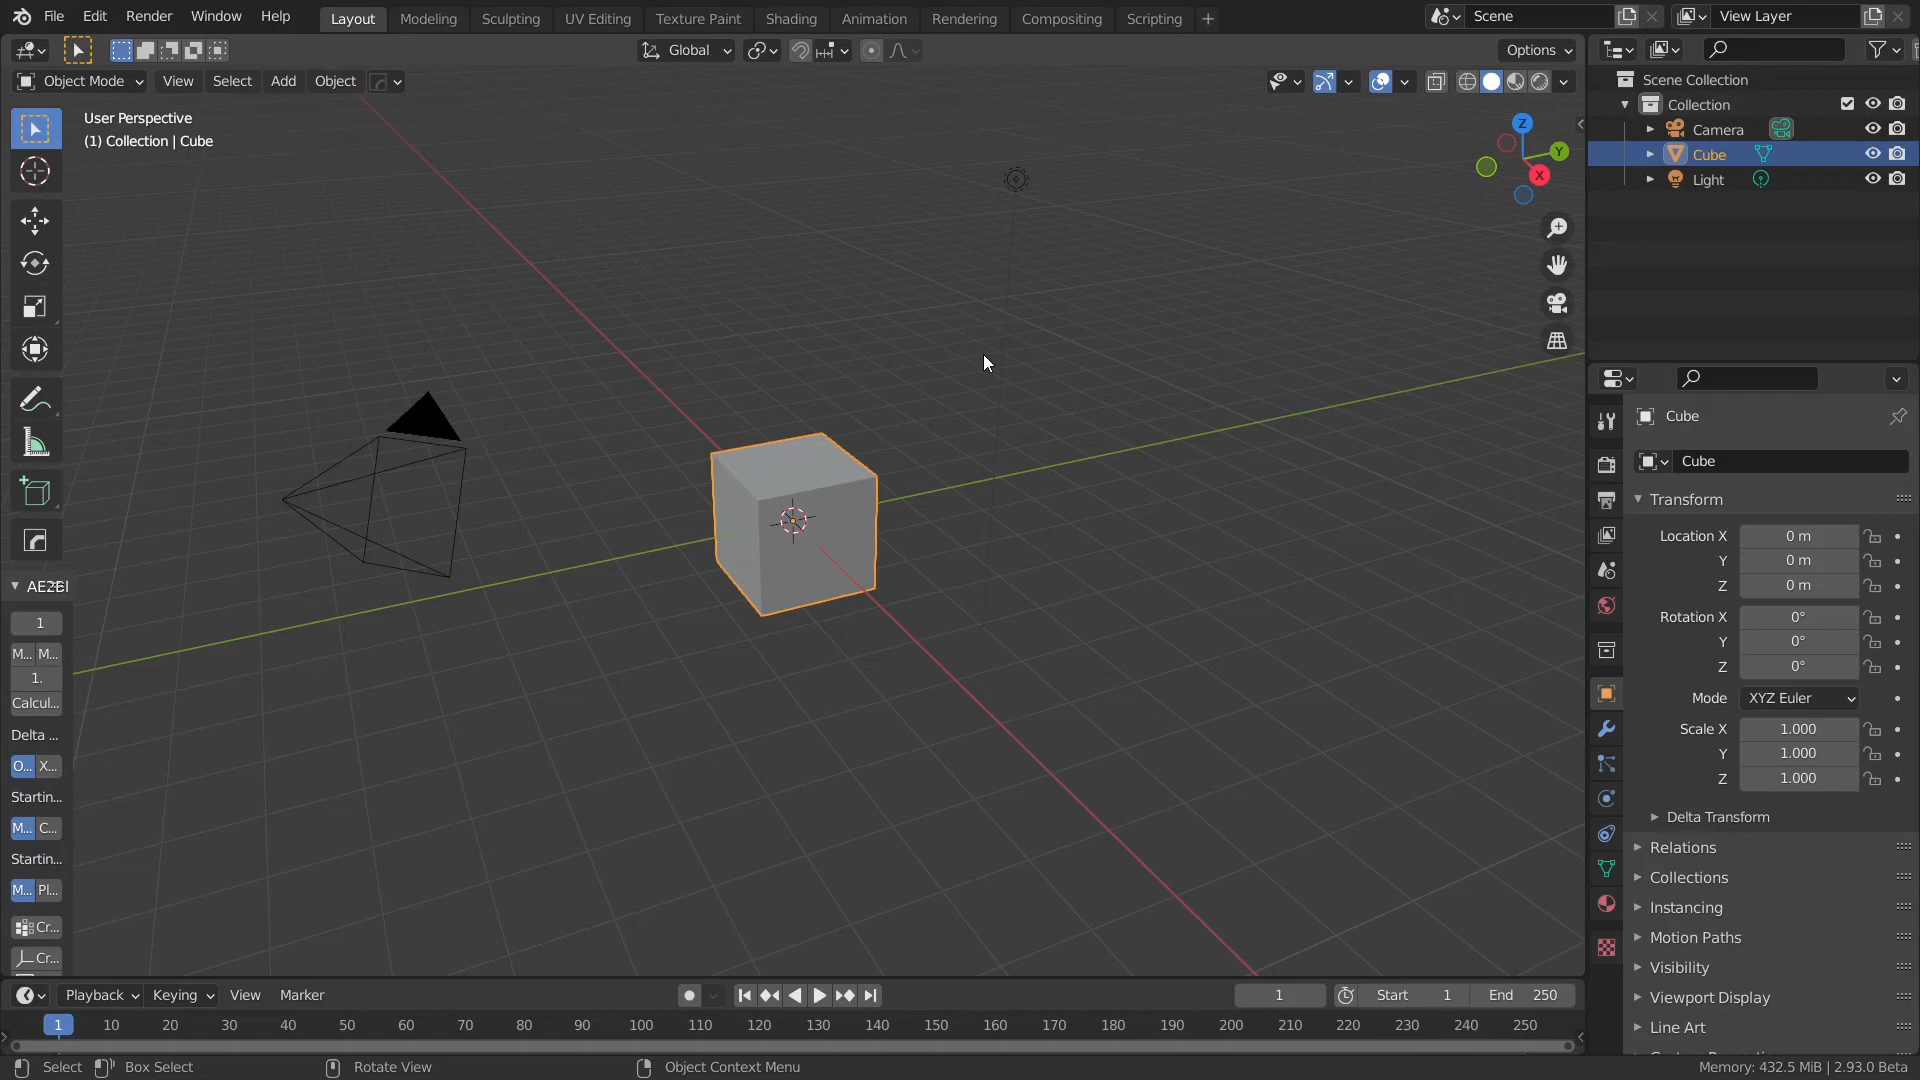 File Edit Render Window Help
Layout Modeling Sculpting UV Editing Texture Paint Shading Animation Rendering Compositing Scripting +
Scene
View Layer
Global
Options
Object Mode View Select Add Object
User Perspective
(1) Collection | Cube
Z
Y
X
Scene Collection
Collection
Camera
Cube
Light
Cube
Cube
Transform
Location X 0 m
Y 0 m
Z 0 m
Rotation X 0°
Y 0°
Z 0°
Mode XYZ Euler
Scale X 1.000
Y 1.000
Z 1.000
Delta Transform
Relations
Collections
Instancing
Motion Paths
Visibility
Viewport Display
Line Art
1
M... M...
1.
Calcul...
Delta ...
O... X...
Startin...
M... C...
Startin...
M... Pl...
Cr...
Cr...
Playback Keying View Marker
1
Start 1 End 250
1 10 20 30 40 50 60 70 80 90 100 110 120 130 140 150 160 170 180 190 200 210 220 230 240 250
Select Box Select Rotate View Object Context Menu
Memory: 432.5 MiB | 2.93.0 Beta